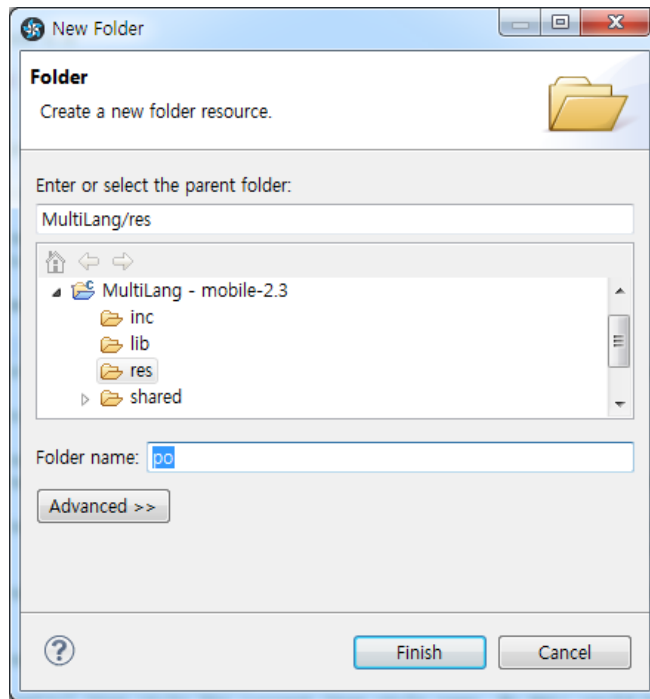 New Folder
Folder
Create a new folder resource.
Enter or select the parent folder:
MultiLang/res
MultiLang - mobile-2.3
inc
lib
res
shared
Folder name: po
Advanced >>
Finish Cancel